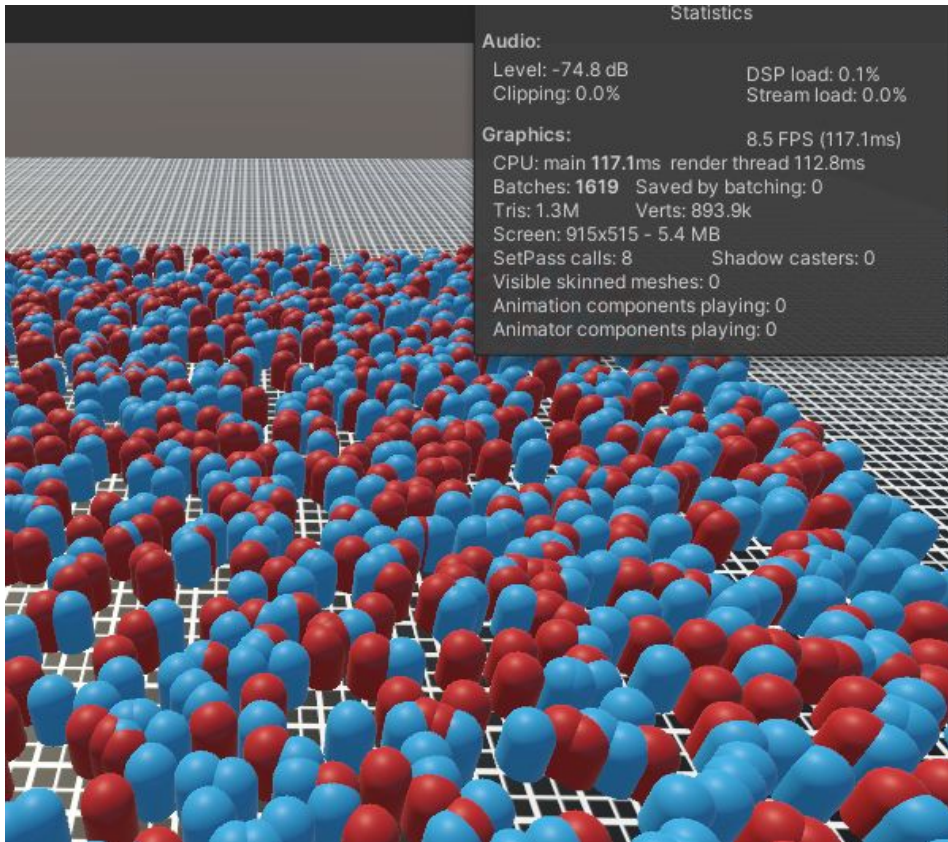 Statistics
Audio:
Level: -74.8 dB DSP load: 0.1%
Clipping: 0.0% Stream load: 0.0%
Graphics: 8.5 FPS (117.1ms)
CPU: main 117.1ms render thread 112.8ms
Batches: 1619 Saved by batching: 0
Tris: 1.3M Verts: 893.9k
Screen: 915x515 - 5.4 MB
SetPass calls: 8 Shadow casters: 0
Visible skinned meshes: 0
Animation components playing: 0
Animator components playing: 0